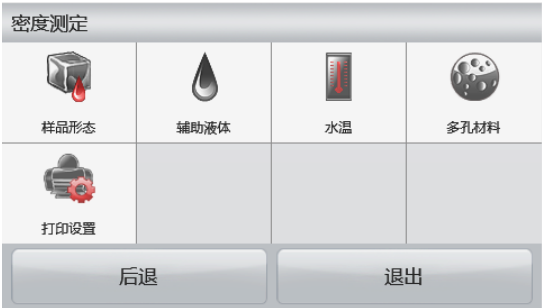 密度测定
样品形态
辅助液体
水温
多孔材料
打印设置
后退
退出